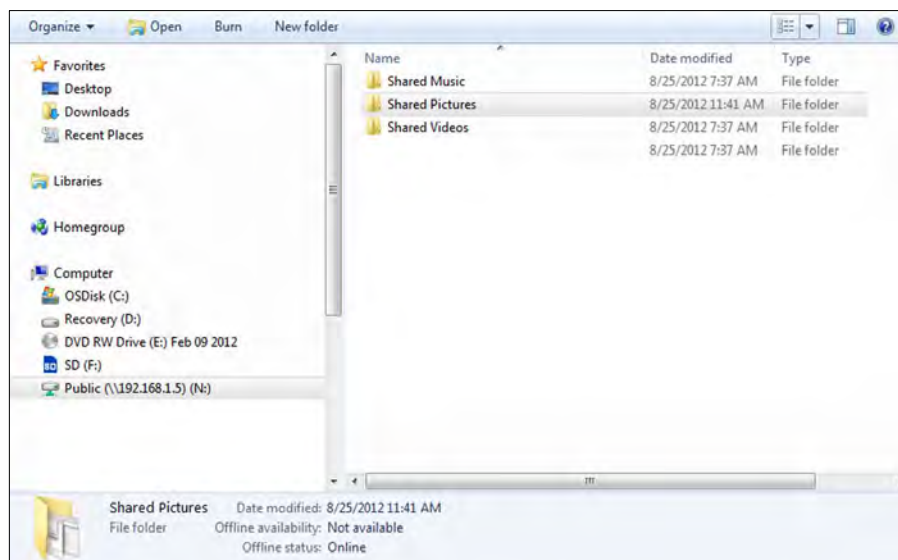 Organize Open Burn New folder
Favorites
Desktop
Downloads
Recent Places
Libraries
Homegroup
Computer
OSDisk (C:)
Recovery (D:)
DVD RW Drive (E:) Feb 09 2012
SD (F:)
Public (\\192.168.1.5) (N:)
Name Date modified Type
Shared Music 8/25/2012 7:37 AM File folder
Shared Pictures 8/25/2012 11:41 AM File folder
Shared Videos 8/25/2012 7:37 AM File folder
8/25/2012 7:37 AM File folder
Shared Pictures Date modified: 8/25/2012 11:41 AM
File folder Offline availability: Not available
Offline status: Online